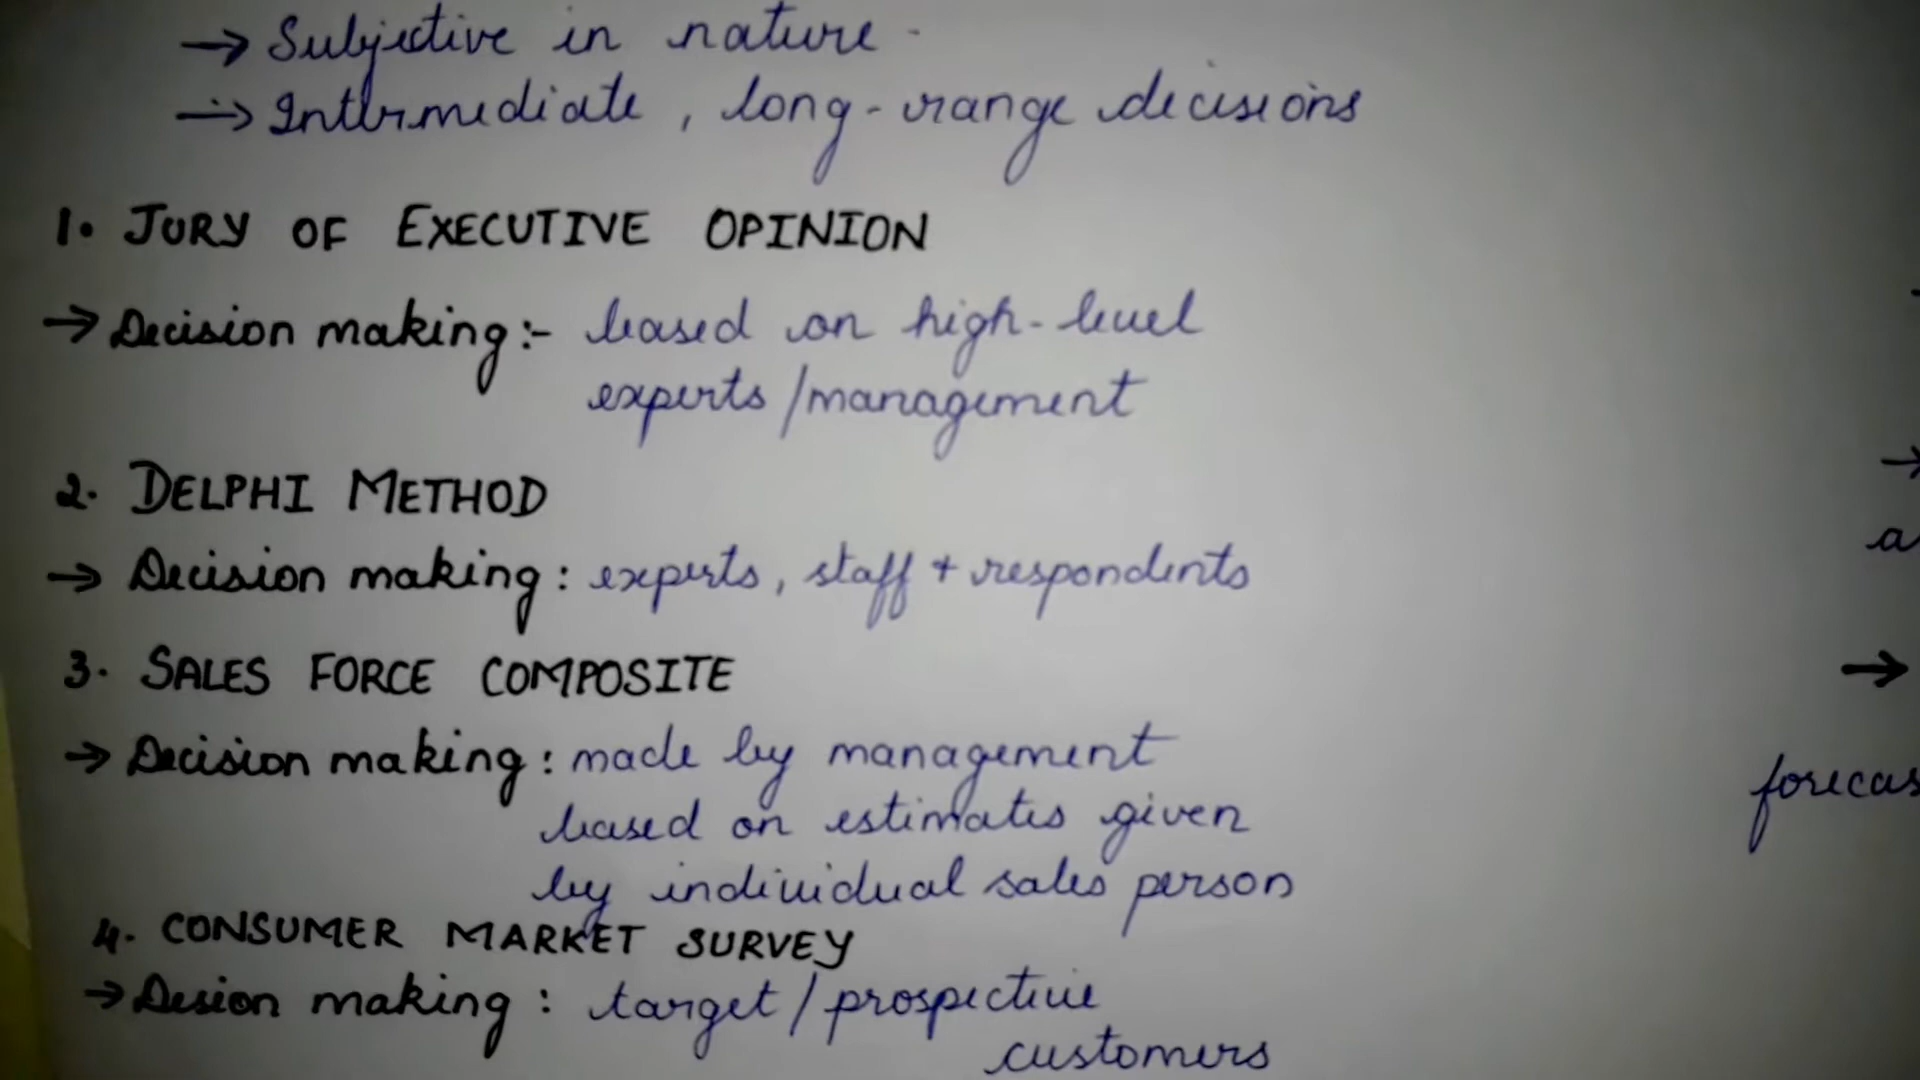 → Subjective in nature.
→ Intermediate, long-range decisions
1. JURY OF EXECUTIVE OPINION
→ Decision making:- based on high-level
experts/management
2. DELPHI METHOD
→ Decision making: experts, staff + respondents
3. SALES FORCE COMPOSITE
→ Decision making: made by management
based on estimates given
by individual sales person
4. CONSUMER MARKET SURVEY
→ Desion making: target/prospective
customers
→
a
→
forecas